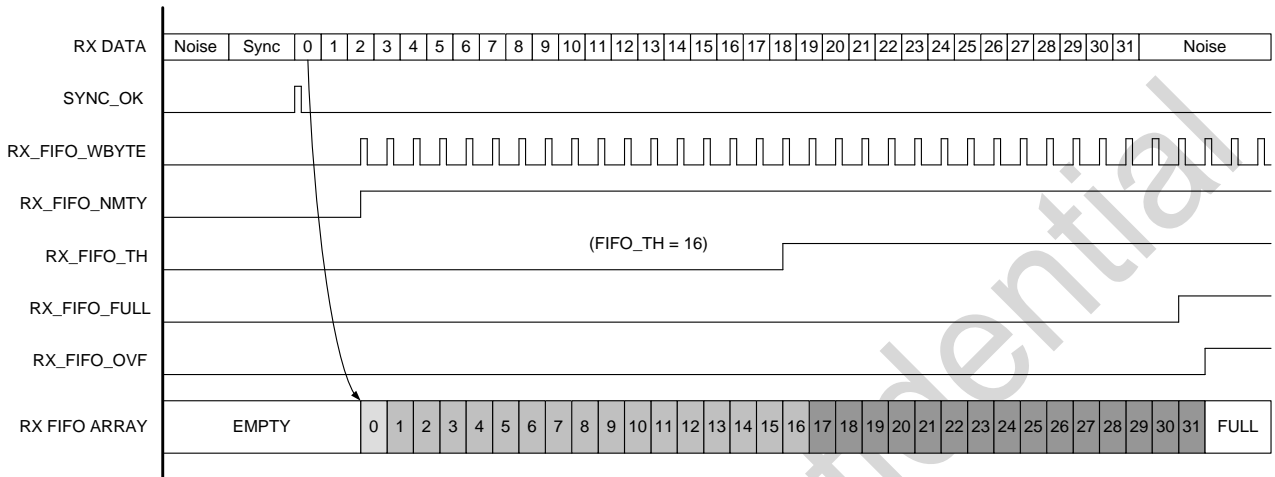 RX DATA Noise Sync 0 1 2 3 4 5 6 7 8 9 10 11 12 13 14 15 16 17 18 19 20 21 22 23 24 25 26 27 28 29 30 31 Noise
SYNC_OK
RX_FIFO_WBYTE
RX_FIFO_NMTY
RX_FIFO_TH (FIFO_TH = 16)
RX_FIFO_FULL
RX_FIFO_OVF
RX FIFO ARRAY EMPTY 0 1 2 3 4 5 6 7 8 9 10 11 12 13 14 15 16 17 18 19 20 21 22 23 24 25 26 27 28 29 30 31 FULL
fidential